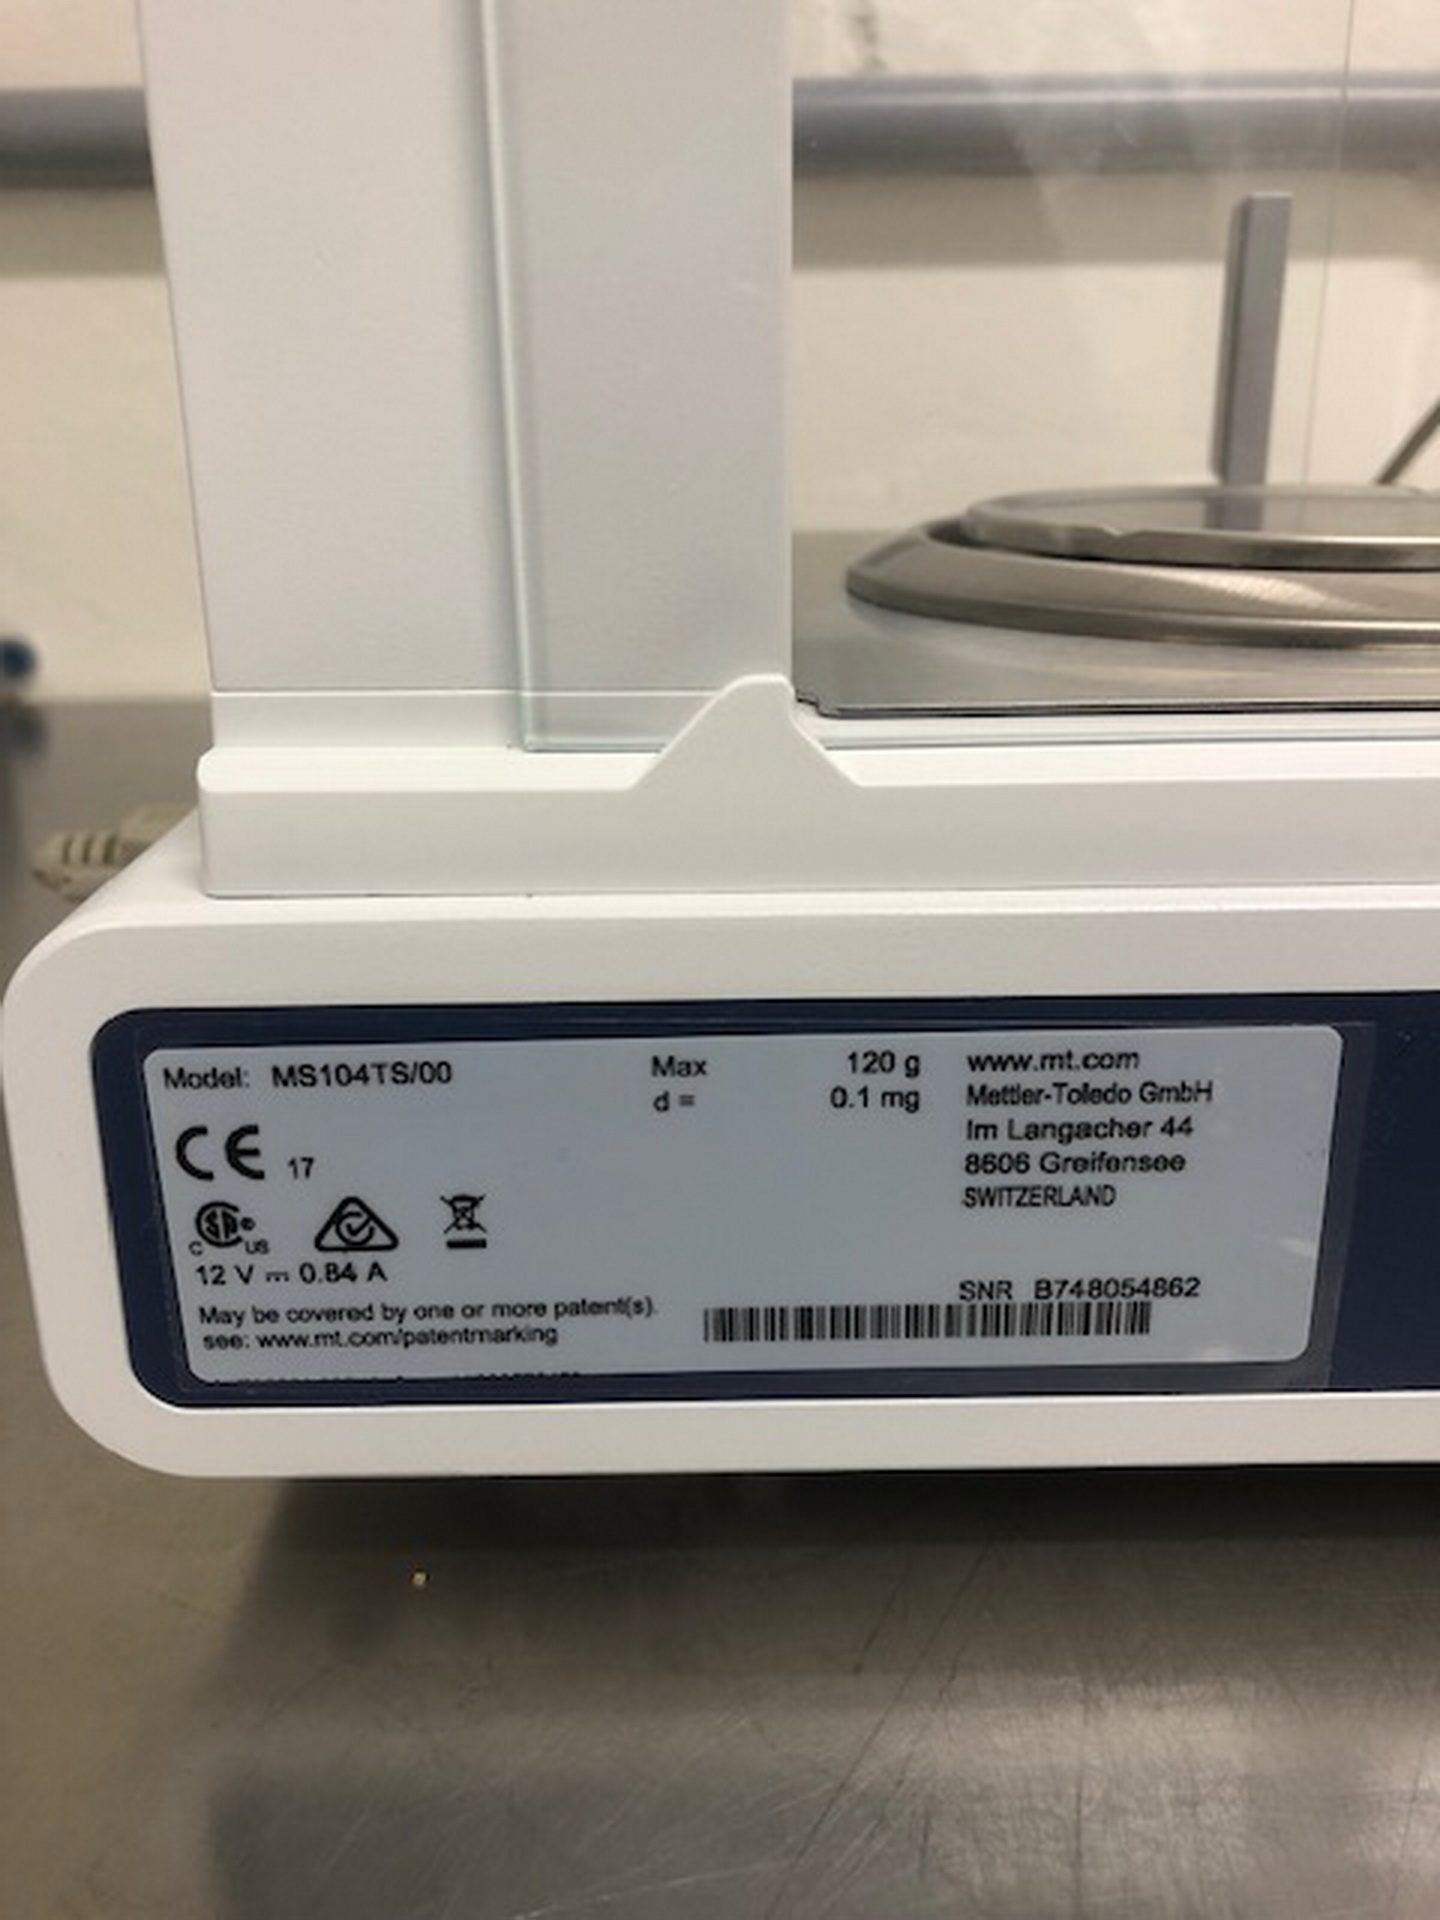 Model: MS104TS/00
Max 120 g
d = 0.1 mg
www.mt.com
Mettler-Toledo GmbH
Im Langacher 44
8606 Greifensee
SWITZERLAND
CE 17
C SA ® US
12 V ⎓ 0.84 A
May be covered by one or more patent(s).
see: www.mt.com/patentmarking
SNR B748054862